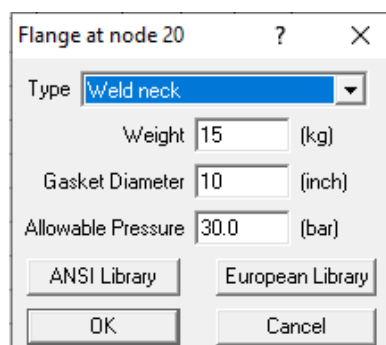 Flange at node 20 ?
Type Weld neck
Weight 15 (kg)
Gasket Diameter 10 (inch)
Allowable Pressure 30.0 (bar)
ANSI Library European Library
OK Cancel